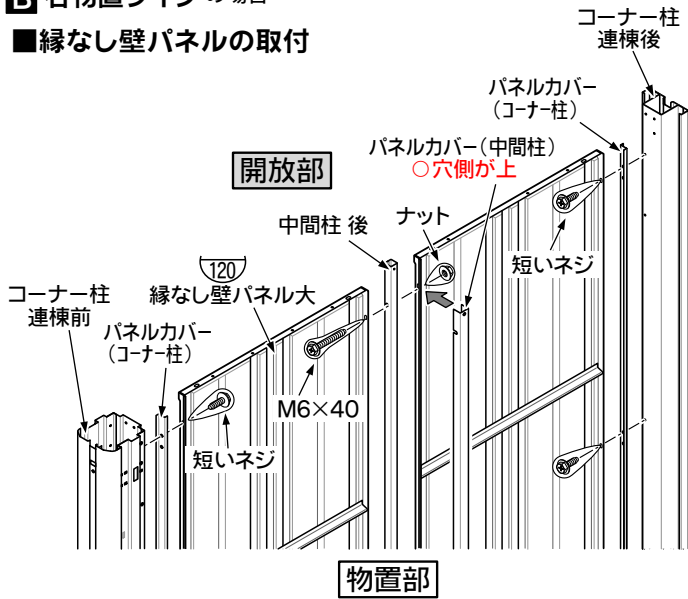 B 右物置タイプの場合
■縁なし壁パネルの取付
コーナー柱
連棟後
パネルカバー
（コーナー柱）
パネルカバー（中間柱）
○穴側が上
開放部
中間柱 後
ナット
短いネジ
120
縁なし壁パネル大
コーナー柱
連棟前
パネルカバー
（コーナー柱）
M6×40
短いネジ
物置部